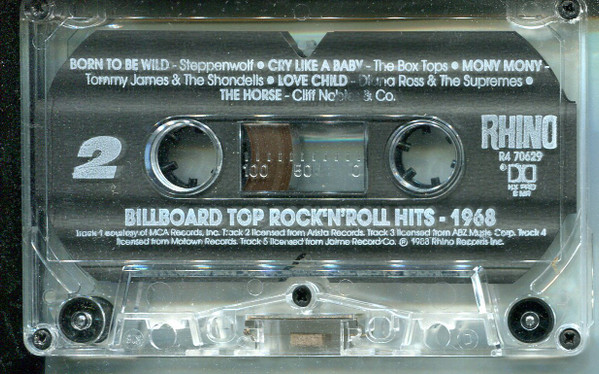 BORN TO BE WILD - Steppenwolf • CRY LIKE A BABY - The Box Tops • MONY MONY -
Tommy James & The Shondells • LOVE CHILD - Diana Ross & The Supremes •
THE HORSE - Cliff Nobles & Co.
2
RHINO
R4 70629
100 50 0
HX PRO
BILLBOARD TOP ROCK'N'ROLL HITS - 1968
Track 1 courtesy of MCA Records, Inc. Track 2 licensed from Arista Records. Track 3 licensed from ABZ Music Corp. Track 4
licensed from Motown Records. Track 5 licensed from Jamie Record Co. ℗ 1988 Rhino Records Inc.